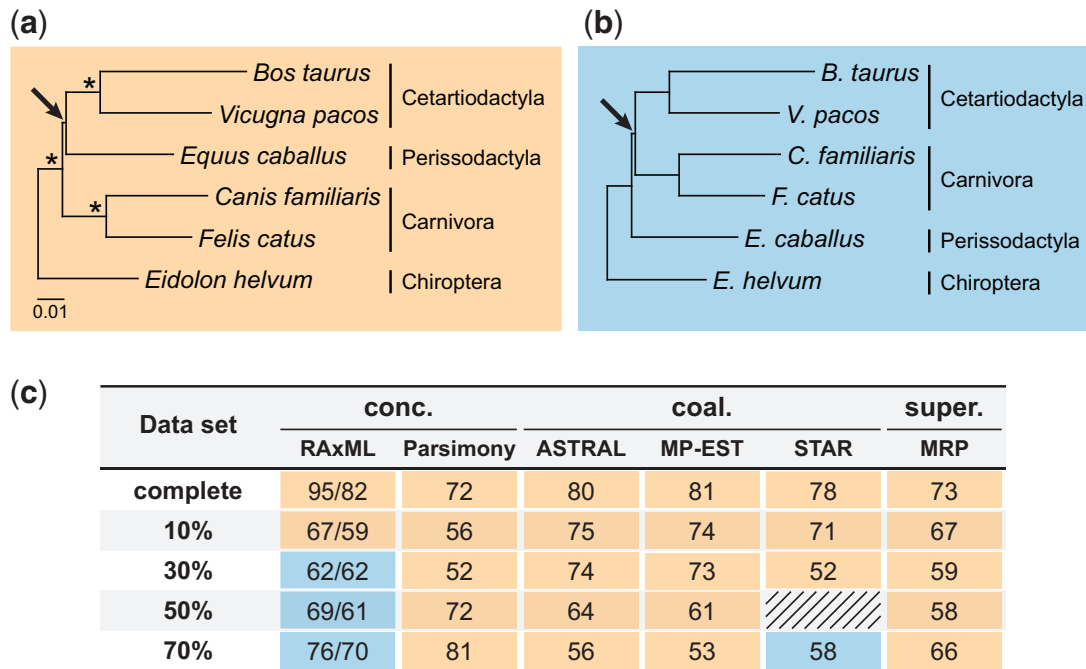 (a)
*
Bos taurus
Cetartiodactyla
Vicugna pacos
*
Equus caballus
Perissodactyla
*
Canis familiaris
Carnivora
Felis catus
Eidolon helvum
Chiroptera
0.01
(b)
B. taurus
Cetartiodactyla
V. pacos
C. familiaris
Carnivora
F. catus
E. caballus
Perissodactyla
E. helvum
Chiroptera
(c)
Data set conc. coal. super.
RAxML Parsimony ASTRAL MP-EST STAR MRP
complete 95/82 72 80 81 78 73
10% 67/59 56 75 74 71 67
30% 62/62 52 74 73 52 59
50% 69/61 72 64 61 58
70% 76/70 81 56 53 58 66